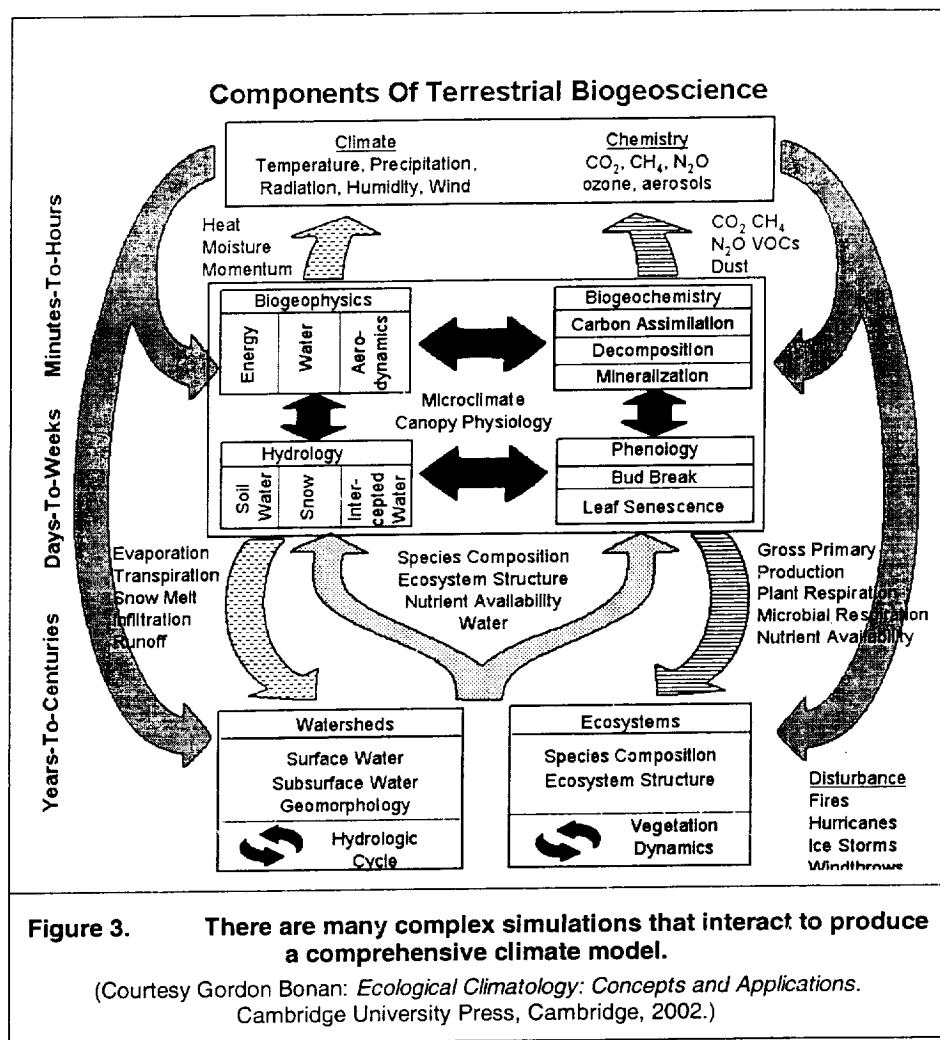 Components Of Terrestrial Biogeoscience
Climate
Temperature, Precipitation,
Radiation, Humidity, Wind
Chemistry
CO₂, CH₄, N₂O
ozone, aerosols
Heat
Moisture
Momentum
CO₂ CH₄
N₂O VOCs
Dust
Minutes-To-Hours
Biogeophysics
Energy
Water
Aero-
dynamics
Biogeochemistry
Carbon Assimilation
Decomposition
Mineralization
Microclimate
Canopy Physiology
Days-To-Weeks
Hydrology
Soil
Water
Snow
Inter-
cepted
Water
Phenology
Bud Break
Leaf Senescence
Evaporation
Transpiration
Snow Melt
Infiltration
Runoff
Species Composition
Ecosystem Structure
Nutrient Availability
Water
Gross Primary
Production
Plant Respiration
Microbial Respiration
Nutrient Availability
Years-To-Centuries
Watersheds
Surface Water
Subsurface Water
Geomorphology
Hydrologic
Cycle
Ecosystems
Species Composition
Ecosystem Structure
Vegetation
Dynamics
Disturbance
Fires
Hurricanes
Ice Storms
Windthrows
Figure 3. There are many complex simulations that interact to produce
a comprehensive climate model.
(Courtesy Gordon Bonan: Ecological Climatology: Concepts and Applications.
Cambridge University Press, Cambridge, 2002.)